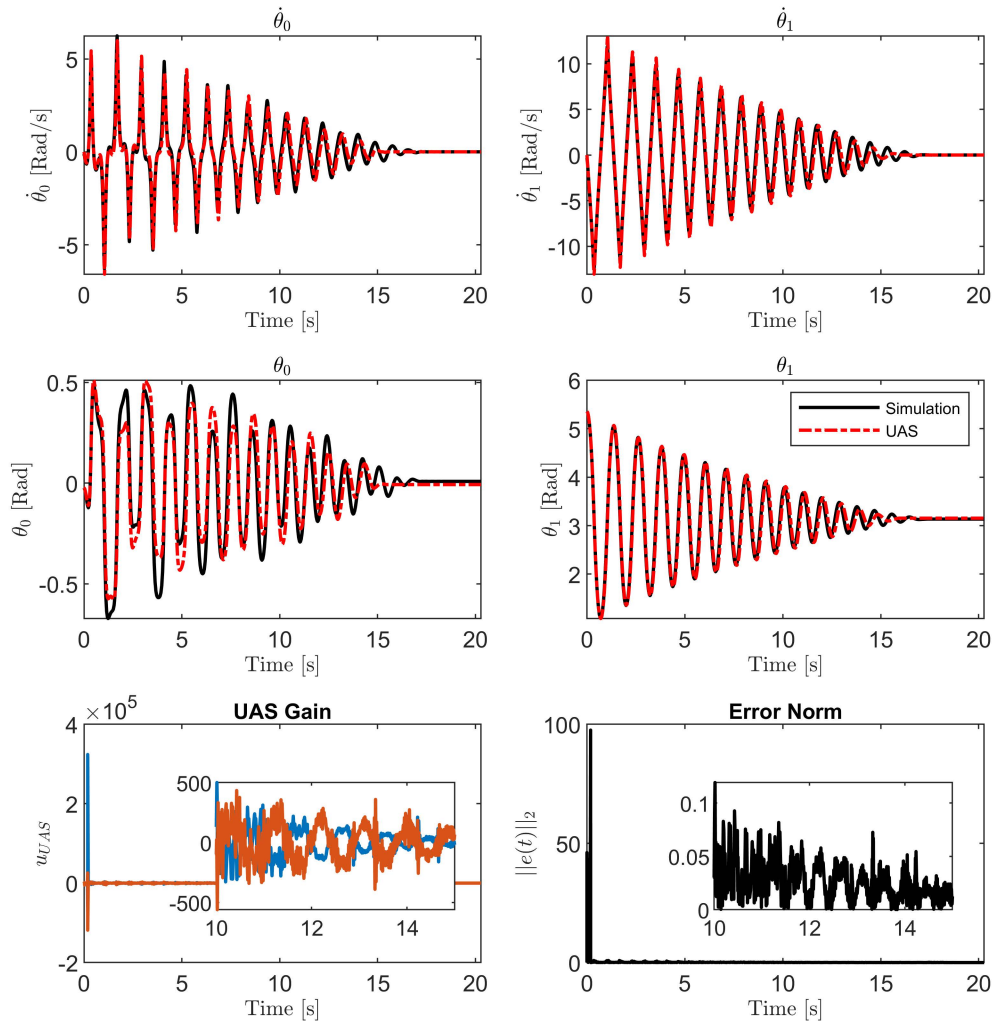 θ̇₀ θ̇₁
θ̇₀ [Rad/s]
5
0
-5
0 5 10 15 20
Time [s]
θ̇₁ [Rad/s]
10
5
0
-5
-10
0 5 10 15 20
Time [s]
θ₀ θ₁
θ₀ [Rad]
0.5
0
-0.5
0 5 10 15 20
Time [s]
θ₁ [Rad]
6
5
4
3
2
Simulation
UAS
0 5 10 15 20
Time [s]
UAS Gain
×10⁵
u_{UAS}
4
2
0
-2
500
0
-500
10 12 14
0 5 10 15 20
Time [s]
Error Norm
||e(t)||₂
100
50
0
0.1
0.05
0
10 12 14
0 5 10 15 20
Time [s]